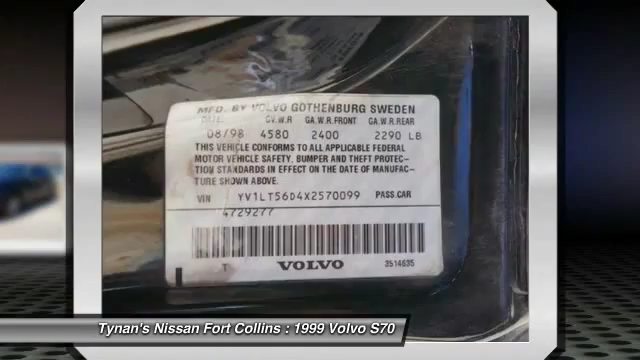 MFD. BY VOLVO GOTHENBURG SWEDEN
DATE G.V.W.R GA.W.R.FRONT GA.W.R.REAR
08/98 4580 2400 2290 LB
THIS VEHICLE CONFORMS TO ALL APPLICABLE FEDERAL
MOTOR VEHICLE SAFETY, BUMPER AND THEFT PROTEC-
TION STANDARDS IN EFFECT ON THE DATE OF MANUFAC-
TURE SHOWN ABOVE.
VIN YV1LT56D4X2570099 PASS.CAR
4729277
T VOLVO 3514635
Tynan's Nissan Fort Collins : 1999 Volvo S70